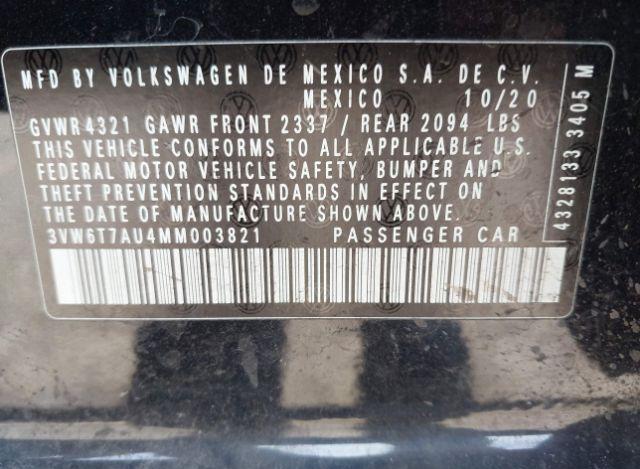 MFD BY VOLKSWAGEN DE MEXICO S.A. DE C.V.
MEXICO 10/20
GVWR4321 GAWR FRONT 2337 / REAR 2094 LBS
THIS VEHICLE CONFORMS TO ALL APPLICABLE U.S.
FEDERAL MOTOR VEHICLE SAFETY, BUMPER AND
THEFT PREVENTION STANDARDS IN EFFECT ON
THE DATE OF MANUFACTURE SHOWN ABOVE.
3VW6T7AU4MM003821 PASSENGER CAR
4328133 3405 M